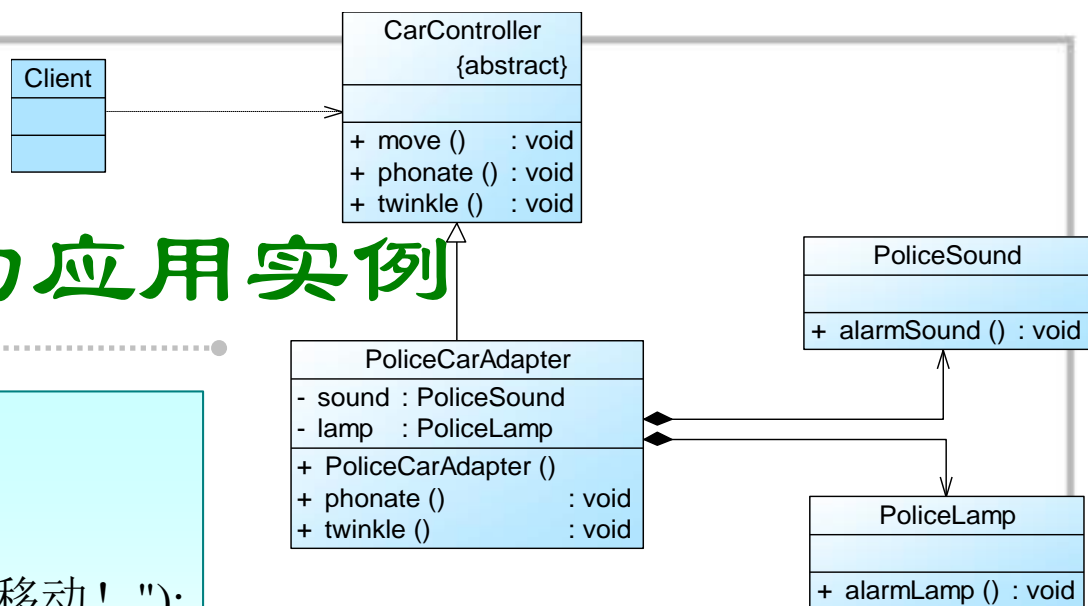 CarController
{abstract}
+ move () : void
+ phonate () : void
+ twinkle () : void
Client
应用实例
PoliceSound
+ alarmSound () : void
PoliceCarAdapter
- sound : PoliceSound
- lamp : PoliceLamp
+ PoliceCarAdapter ()
+ phonate () : void
+ twinkle () : void
PoliceLamp
+ alarmLamp () : void
移动！");